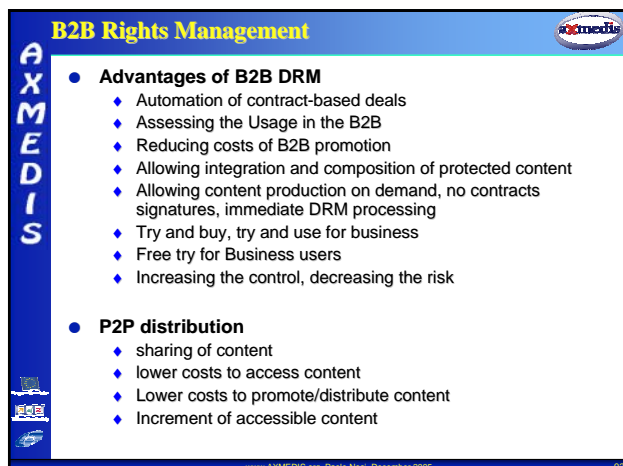 B2B Rights Management
axmedis
AXMEDIS
Advantages of B2B DRM
Automation of contract-based deals
Assessing the Usage in the B2B
Reducing costs of B2B promotion
Allowing integration and composition of protected content
Allowing content production on demand, no contracts
signatures, immediate DRM processing
Try and buy, try and use for business
Free try for Business users
Increasing the control, decreasing the risk
P2P distribution
sharing of content
lower costs to access content
Lower costs to promote/distribute content
Increment of accessible content